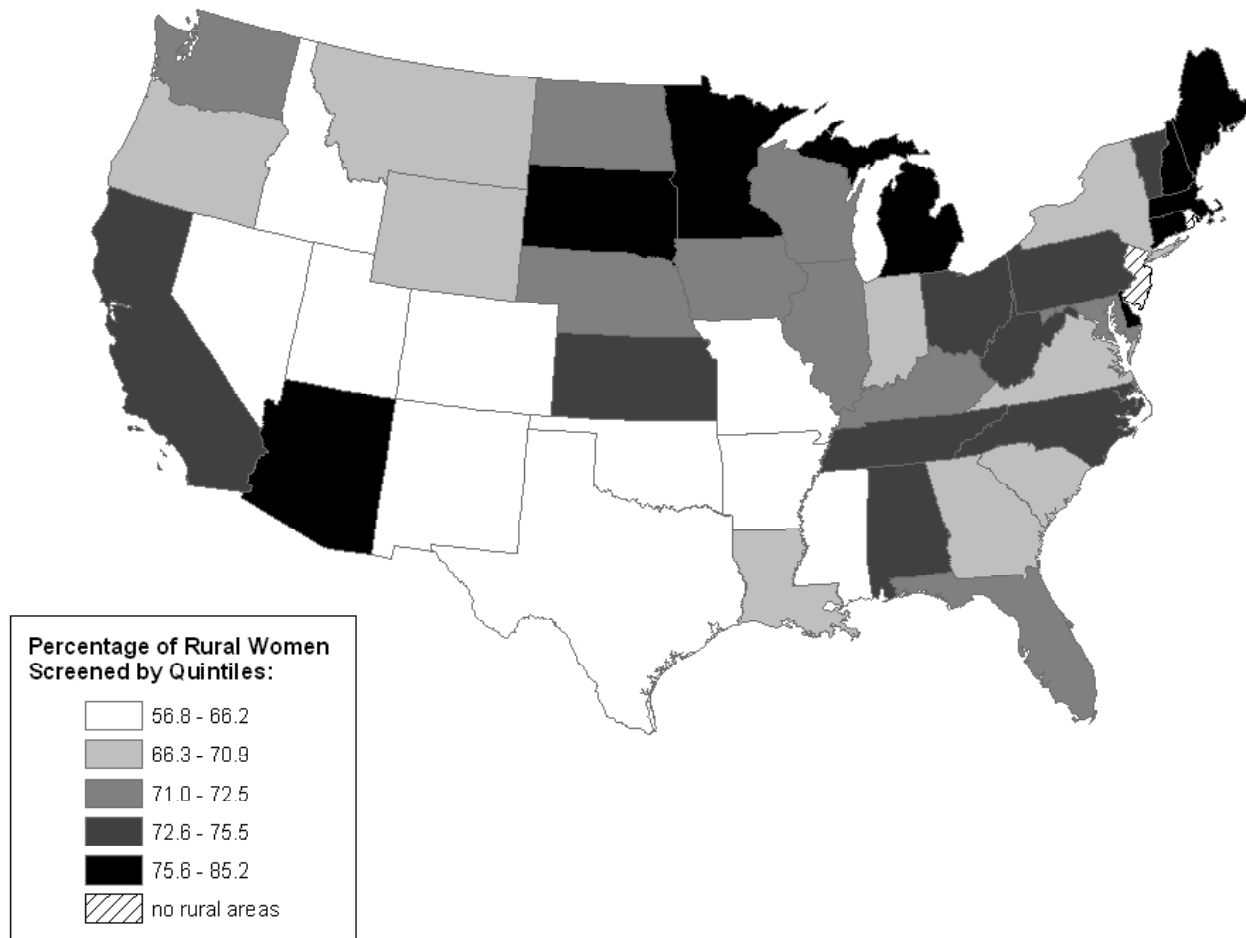 Percentage of Rural Women
Screened by Quintiles:
56.8 - 66.2
66.3 - 70.9
71.0 - 72.5
72.6 - 75.5
75.6 - 85.2
no rural areas